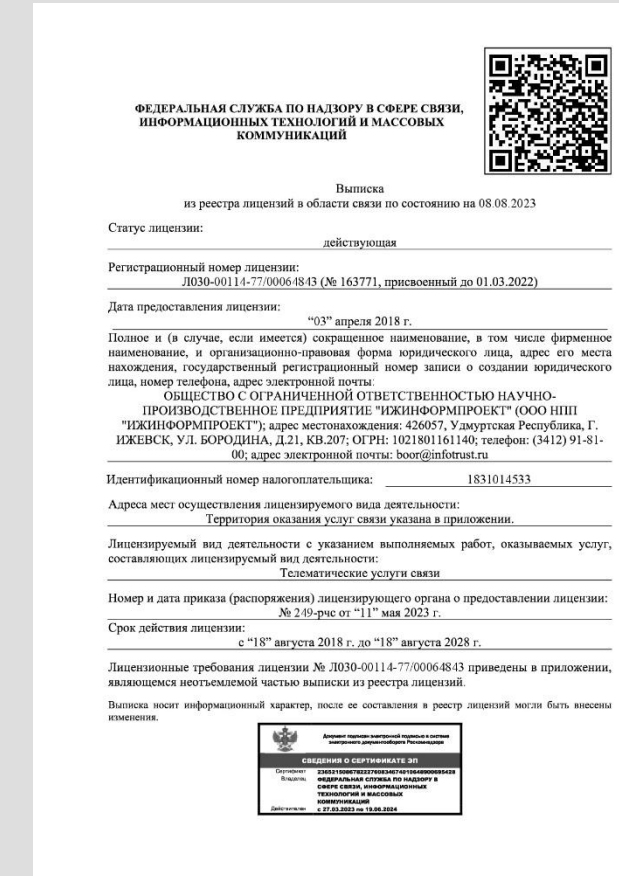 ФЕДЕРАЛЬНАЯ СЛУЖБА ПО НАДЗОРУ В СФЕРЕ СВЯЗИ,
ИНФОРМАЦИОННЫХ ТЕХНОЛОГИЙ И МАССОВЫХ
КОММУНИКАЦИЙ
Выписка
из реестра лицензий в области связи по состоянию на 08.08.2023
Статус лицензии:
действующая
Регистрационный номер лицензии:
Л030-00114-77/00064843 (№ 163771, присвоенный до 01.03.2022)
Дата предоставления лицензии:
“03” апреля 2018 г.
Полное и (в случае, если имеется) сокращенное наименование, в том числе фирменное
наименование, и организационно-правовая форма юридического лица, адрес его места
нахождения, государственный регистрационный номер записи о создании юридического
лица, номер телефона, адрес электронной почты:
ОБЩЕСТВО С ОГРАНИЧЕННОЙ ОТВЕТСТВЕННОСТЬЮ НАУЧНО-
ПРОИЗВОДСТВЕННОЕ ПРЕДПРИЯТИЕ "ИЖИНФОРМПРОЕКТ" (ООО НПП
"ИЖИНФОРМПРОЕКТ"); адрес местонахождения: 426057, Удмуртская Республика, Г.
ИЖЕВСК, УЛ. БОРОДИНА, Д.21, КВ.207; ОГРН: 1021801161140; телефон: (3412) 91-81-
00; адрес электронной почты: boor@infotrust.ru
Идентификационный номер налогоплательщика: 1831014533
Адреса мест осуществления лицензируемого вида деятельности:
Территория оказания услуг связи указана в приложении.
Лицензируемый вид деятельности с указанием выполняемых работ, оказываемых услуг,
составляющих лицензируемый вид деятельности:
Телематические услуги связи
Номер и дата приказа (распоряжения) лицензирующего органа о предоставлении лицензии:
№ 249-рчс от “11” мая 2023 г.
Срок действия лицензии:
с “18” августа 2018 г. до “18” августа 2028 г.
Лицензионные требования лицензии № Л030-00114-77/00064843 приведены в приложении,
являющемся неотъемлемой частью выписки из реестра лицензий.
Выписка носит информационный характер, после ее составления в реестр лицензий могли быть внесены
изменения.
Документ подписан электронной подписью в системе
электронного документооборота Роскомнадзора
СВЕДЕНИЯ О СЕРТИФИКАТЕ ЭП
Сертификат
Владелец ФЕДЕРАЛЬНАЯ СЛУЖБА ПО НАДЗОРУ В
СФЕРЕ СВЯЗИ, ИНФОРМАЦИОННЫХ
ТЕХНОЛОГИЙ И МАССОВЫХ
КОММУНИКАЦИЙ
Действителен с 27.03.2023 по 19.06.2024